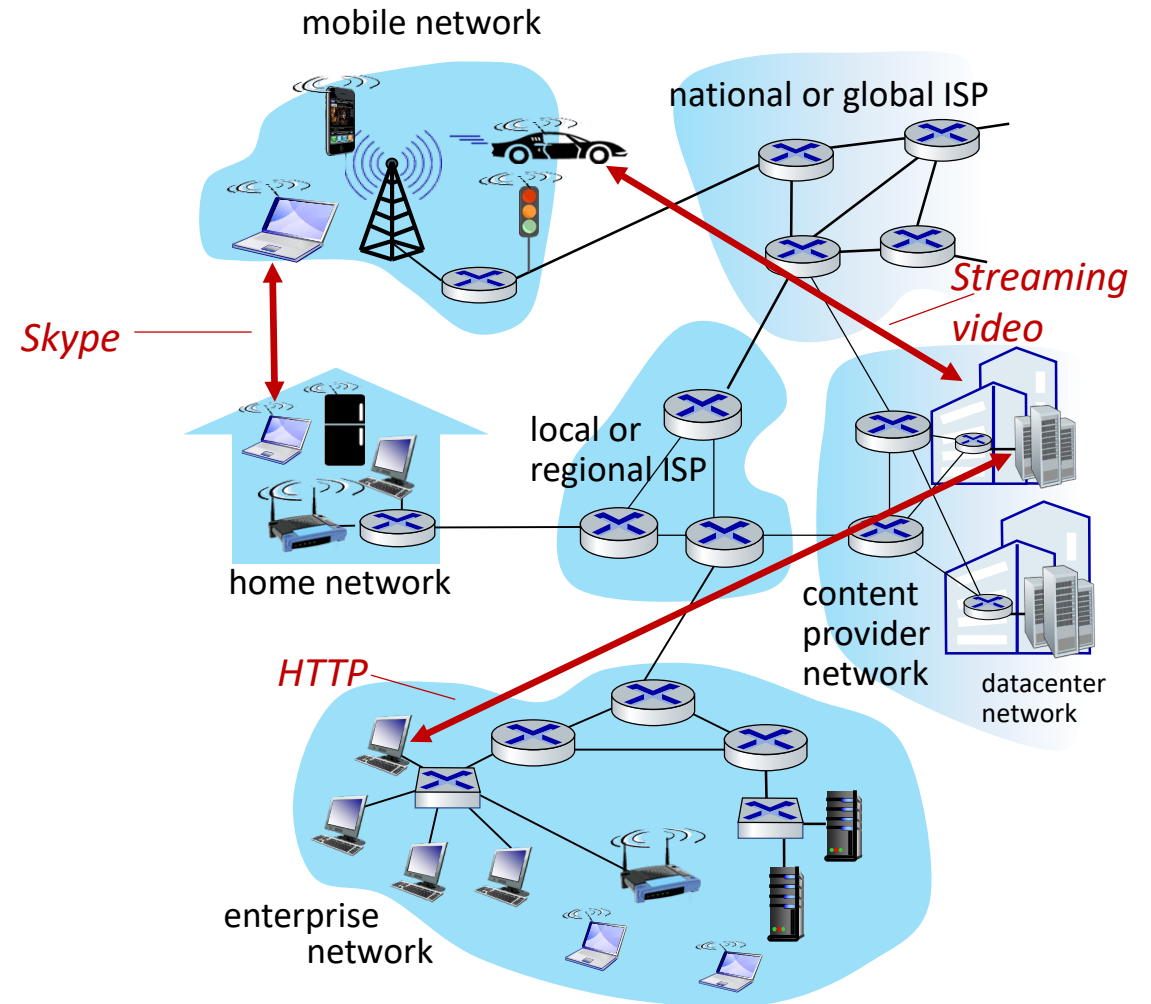 mobile network
national or global ISP
Streaming
video
Skype
local or
regional ISP
home network
content
provider
network
datacenter
network
HTTP
enterprise
network